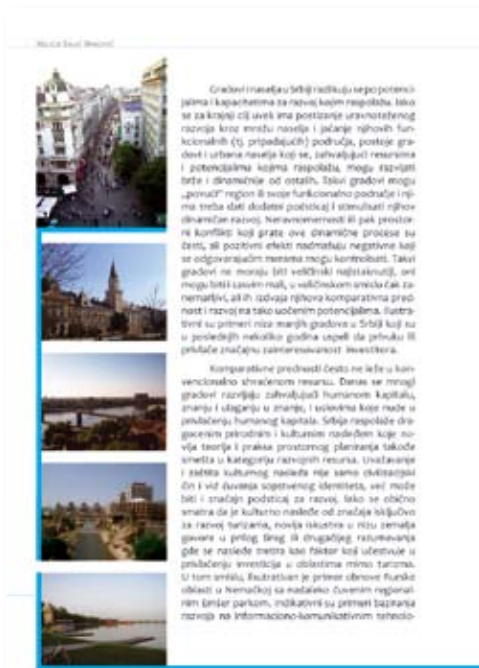 Gradovi i naselja u Srbiji razlikuju se po potenci-
jalima i kapacitetima za razvoj kojim raspolažu. Iako
se za krajnji cilj uvek ima postizanje uravnoteženog
razvoja kroz mrežu naselja i jačanje njihovih fun-
kcionalnih (tj. pripadajućih) područja, postoje gra-
dovi i urbana naselja koji se, zahvaljujući resursima
i potencijalima kojima raspolažu, mogu razvijati
brže i dinamičnije od ostalih. Takvi gradovi mogu
„povući" region ili svoje funkcionalno područje i nji-
ma treba dati dodatni podsticaj i stimulisati njihov
dinamičan razvoj. Neravnomernosti ili pak prostor-
ni konflikti koji prate ove dinamične procese su
česti, ali pozitivni efekti nadmašuju negativne koji
se odgovarajućim merama mogu kontrolisati. Takvi
gradovi ne moraju biti veličinski najistaknutiji, oni
mogu biti i sasvim mali, u veličinskom smislu čak za-
nemarljivi, ali ih izdvaja njihova komparativna pred-
nost i razvoj na tako uočenim potencijalima. Ilustra-
tivni su primeri niza manjih gradova u Srbiji koji su
u poslednjih nekoliko godina uspeli da privuku ili
privlače značajnu zainteresovanost investitora.
Komparativne prednosti često ne leže u kon-
vencionalno shvaćenom resursu. Danas se mnogi
gradovi razvijaju zahvaljujući humanom kapitalu,
znanju i ulaganju u znanje, i uslovima koje nude u
privlačenju humanog kapitala. Srbija raspolaže dra-
gocenim prirodnim i kulturnim nasleđem koje no-
vija teorija i praksa prostornog planiranja takođe
smešta u kategoriju razvojnih resursa. Uvažavanje
i zaštita kulturnog nasleđa nije samo civilizacijski
čin i vid čuvanja sopstvenog identiteta, već može
biti i značajan podsticaj za razvoj. Iako se obično
smatra da je kulturno nasleđe od značaja isključivo
za razvoj turizma, novija iskustva u nizu zemalja
govore u prilog šireg ili drugačijeg razumevanja
gde se nasleđe tretira kao faktor koji učestvuje u
privlačenju investicija u oblastima mimo turizma.
U tom smislu, ilustrativan je primer obnove Rurske
oblasti u Nemačkoj sa nadaleko čuvenim regional-
nim Emšer parkom. Indikativni su primeri baziranja
razvoja na informaciono-komunikativnim tehnolo-